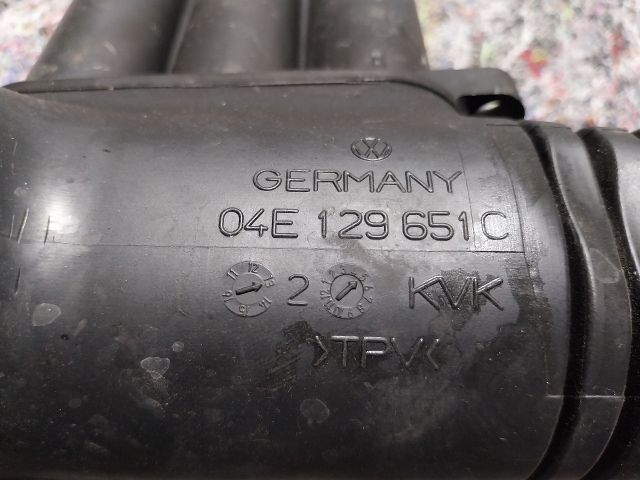 GERMANY
04E 129 651 C
2 KVK
>TPV<